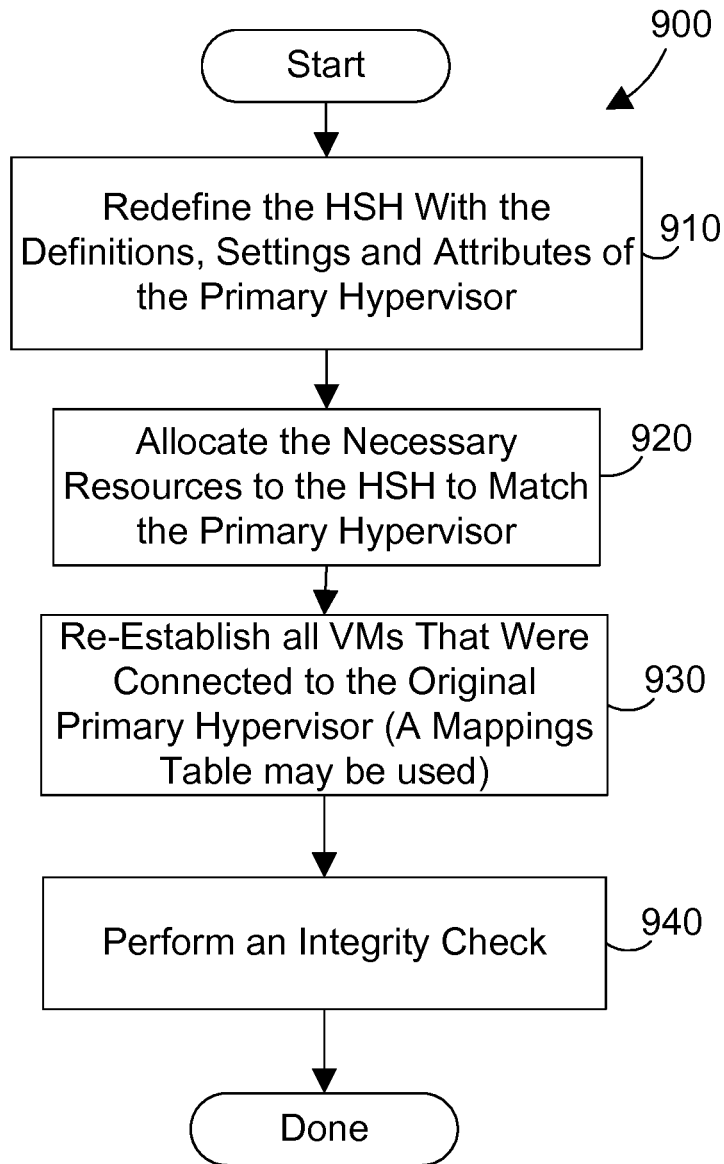 900
Start
Redefine the HSH With the
Definitions, Settings and Attributes of
the Primary Hypervisor
910
Allocate the Necessary
Resources to the HSH to Match
the Primary Hypervisor
920
Re-Establish all VMs That Were
Connected to the Original
Primary Hypervisor (A Mappings
Table may be used)
930
Perform an Integrity Check
940
Done